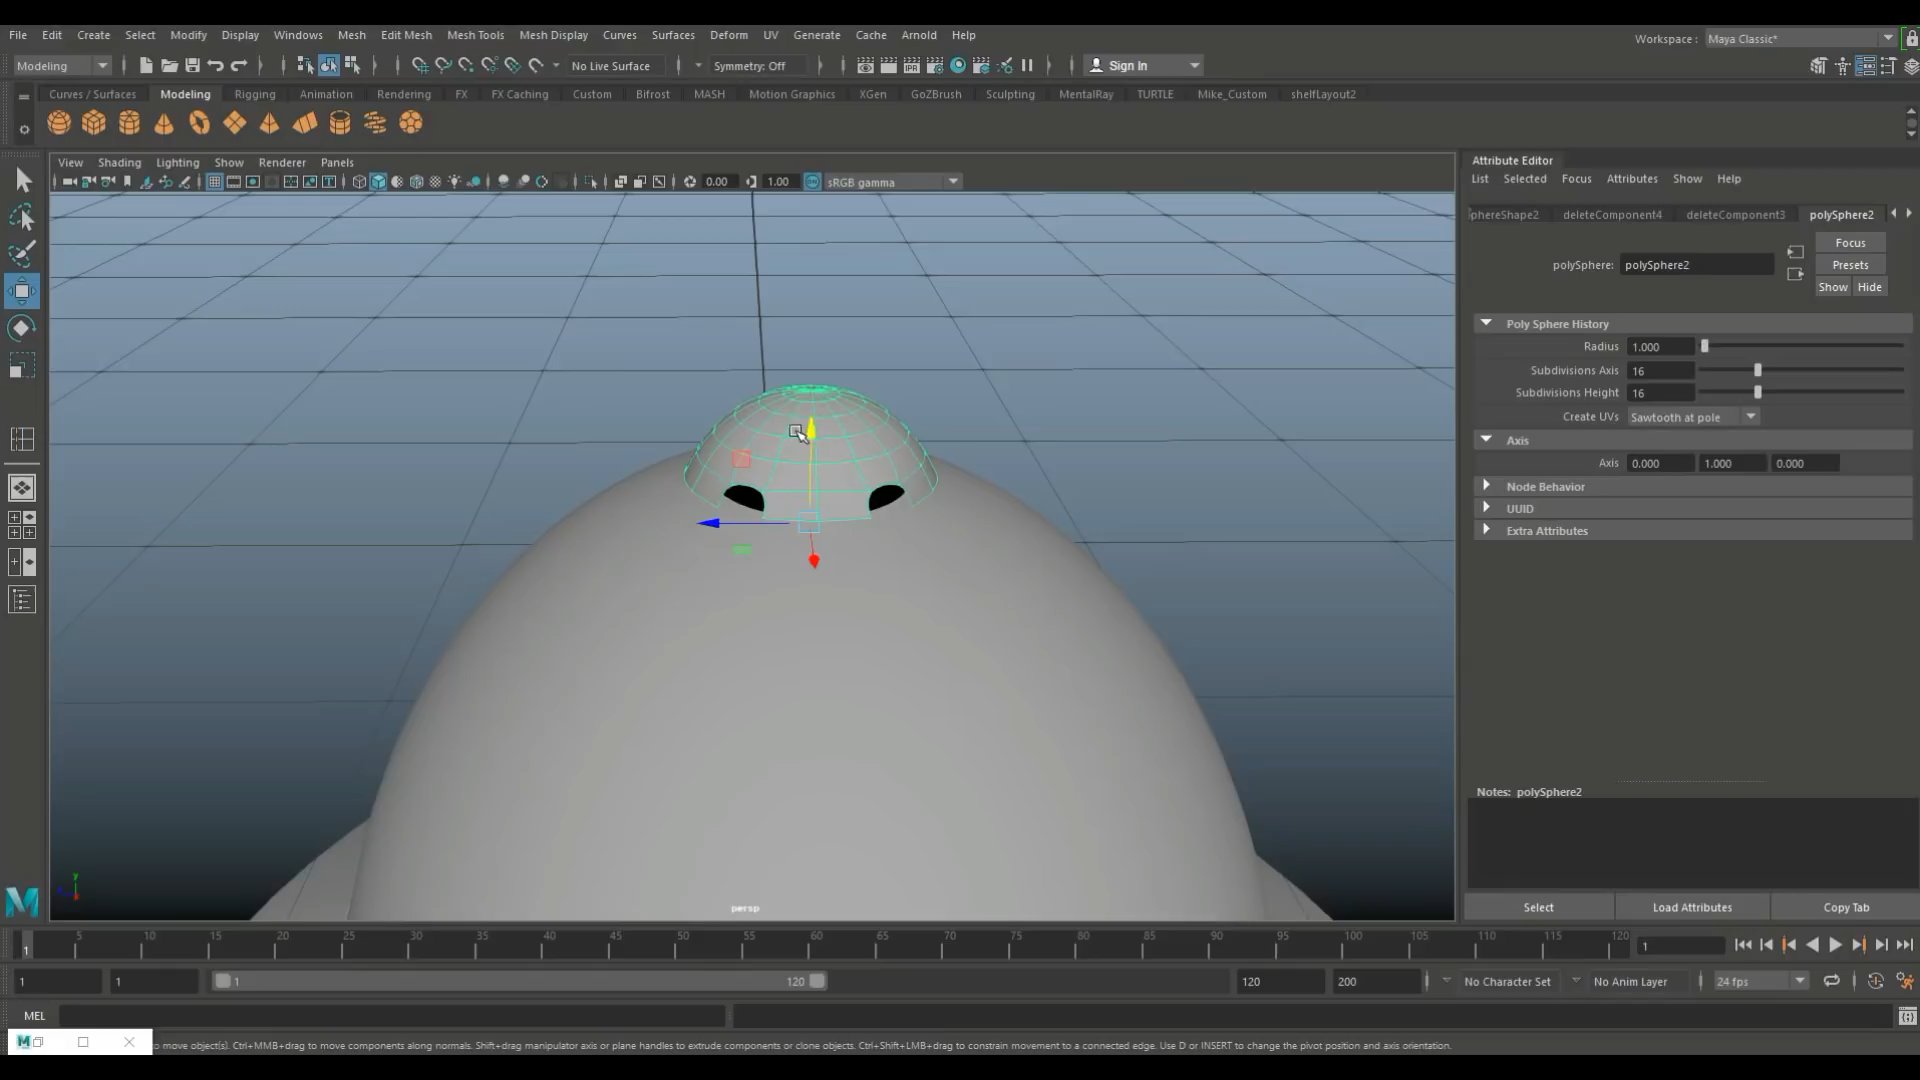 File Edit Create Select Modify Display Windows Mesh Edit Mesh Mesh Tools Mesh Display Curves Surfaces Deform UV Generate Cache Arnold Help
Workspace : Maya Classic*
Modeling No Live Surface Symmetry: Off Sign In
Curves / Surfaces Modeling Rigging Animation Rendering FX FX Caching Custom Bifrost MASH Motion Graphics XGen GoZBrush Sculpting MentalRay TURTLE Mike_Custom shelfLayout2
View Shading Lighting Show Renderer Panels
0.00 1.00 sRGB gamma
Attribute Editor
List Selected Focus Attributes Show Help
phereShape2 deleteComponent4 deleteComponent3 polySphere2
Focus
polySphere: polySphere2
Presets
Show Hide
Poly Sphere History
Radius 1.000
Subdivisions Axis 16
Subdivisions Height 16
Create UVs Sawtooth at pole
Axis
Axis 0.000 1.000 0.000
Node Behavior
UUID
Extra Attributes
Notes: polySphere2
Select Load Attributes Copy Tab
y
persp
5 10 15 20 25 30 35 40 45 50 55 60 65 70 75 80 85 90 95 100 105 110 115 120
1 1
1 1 1 120 120 200 No Character Set No Anim Layer 24 fps
MEL
to move object(s). Ctrl+MMB+drag to move components along normals. Shift+drag manipulator axis or plane handles to extrude components or clone objects. Ctrl+Shift+LMB+drag to constrain movement to a connected edge. Use D or INSERT to change the pivot position and axis orientation.